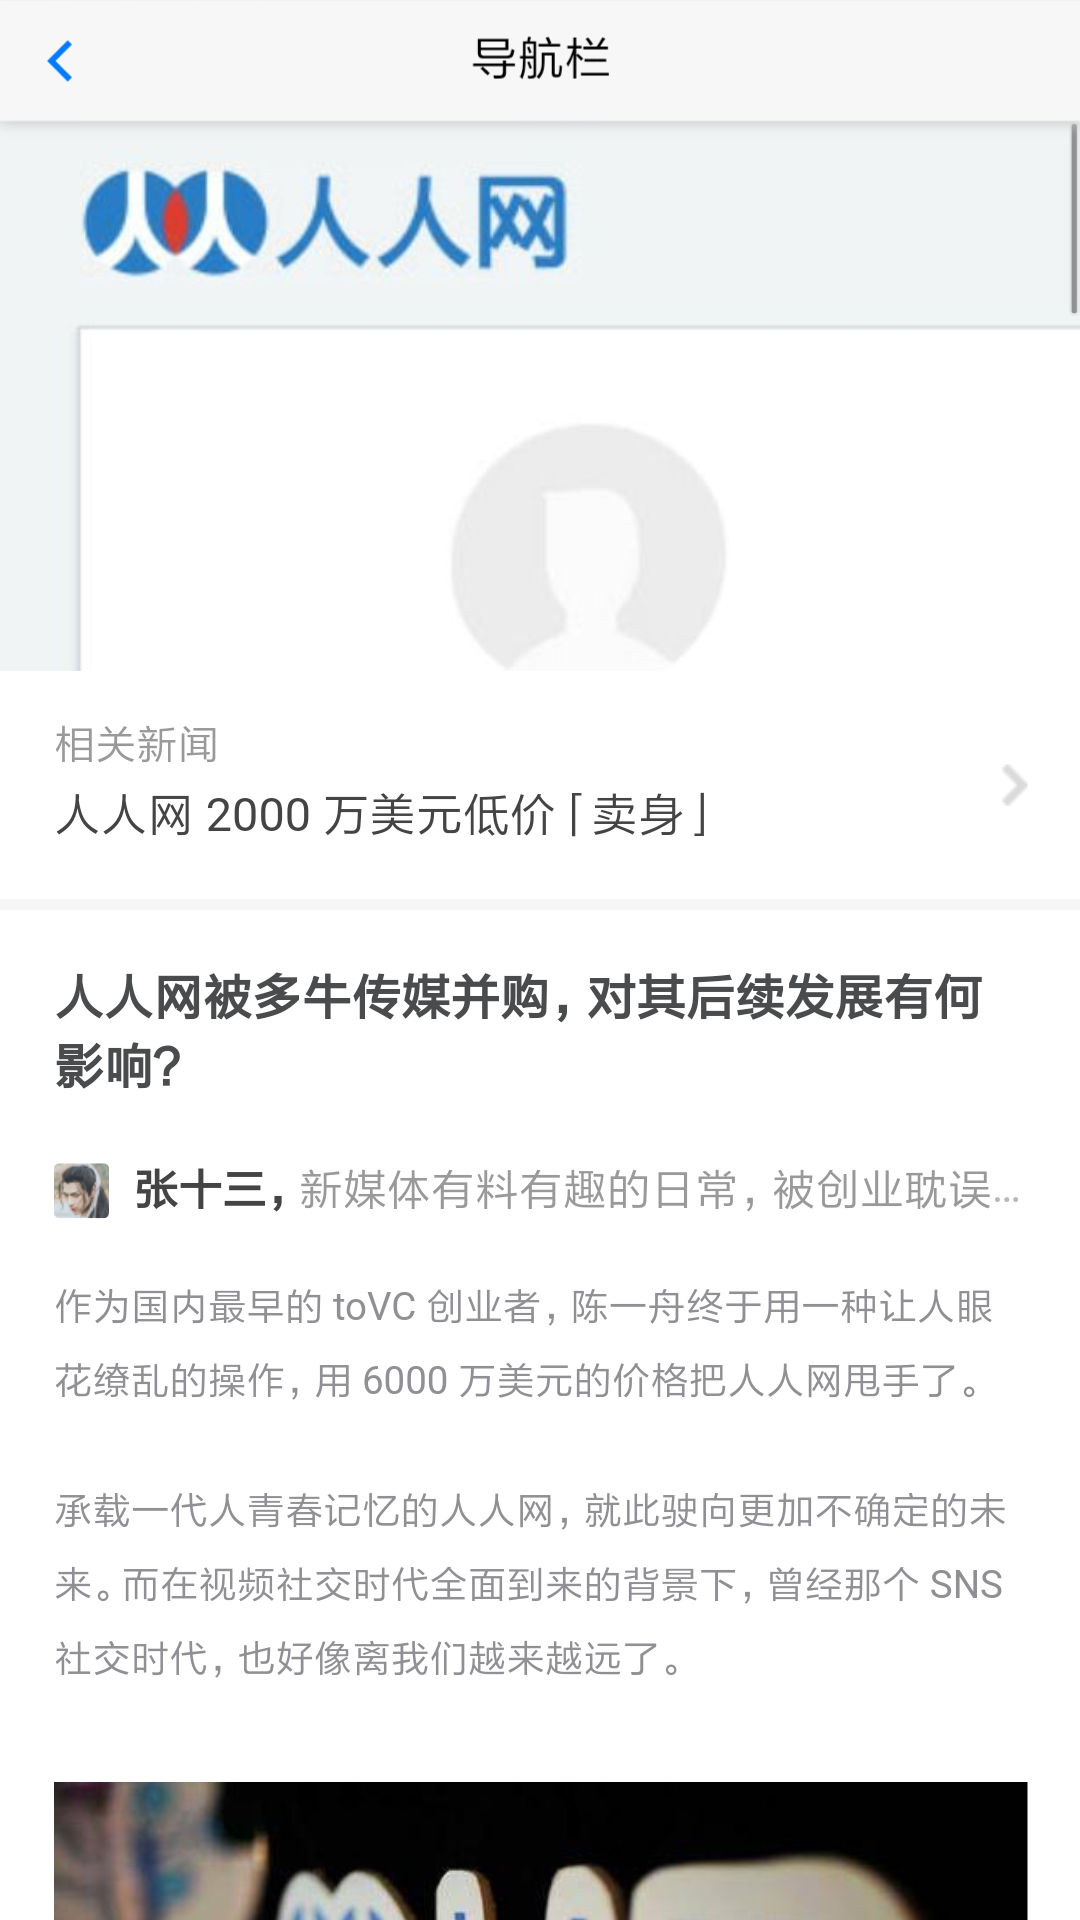 导航栏
人人网
相关新闻
人人网 2000 万美元低价「卖身」
人人网被多牛传媒并购，对其后续发展有何
影响？
张十三，新媒体有料有趣的日常，被创业耽误...
作为国内最早的 toVC 创业者，陈一舟终于用一种让人眼
花缭乱的操作，用 6000 万美元的价格把人人网甩手了。
承载一代人青春记忆的人人网，就此驶向更加不确定的未
来。而在视频社交时代全面到来的背景下，曾经那个 SNS
社交时代，也好像离我们越来越远了。